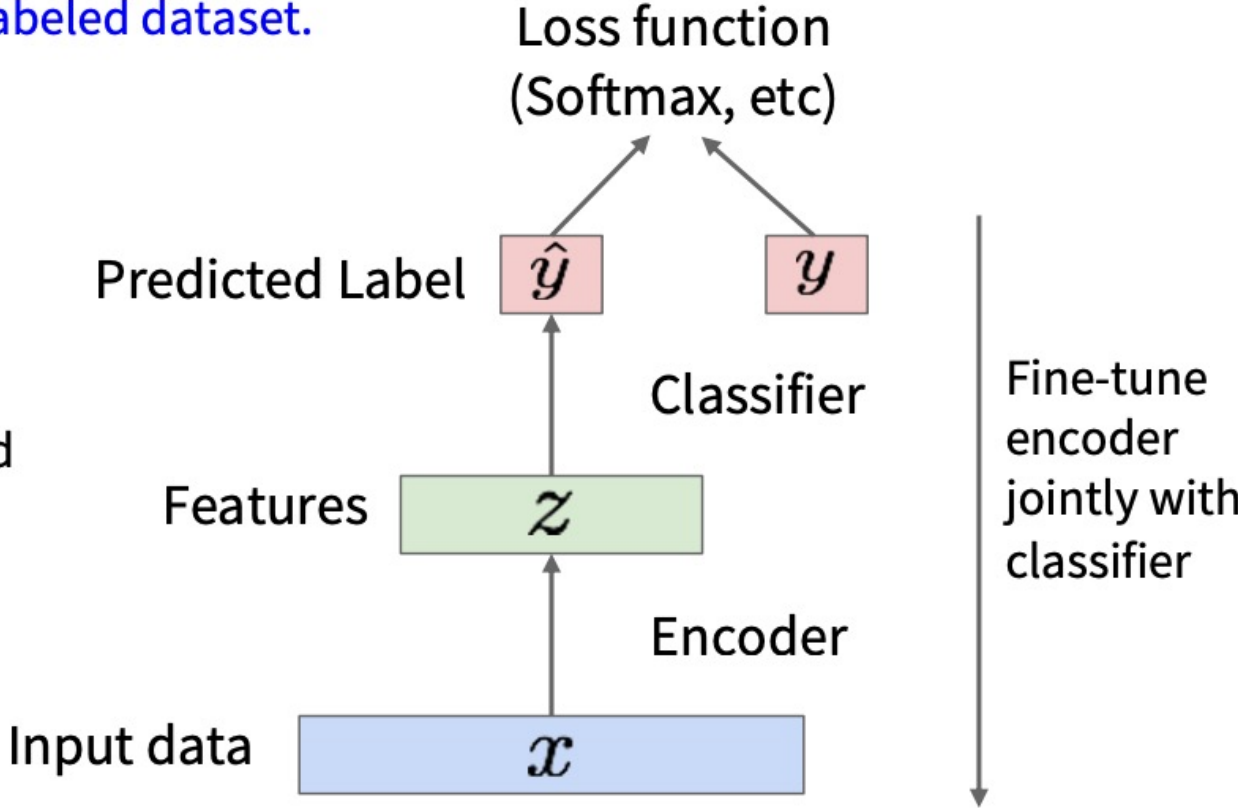 abeled dataset.
Loss function
(Softmax, etc)
Predicted Label
ŷ
y
Classifier
Fine-tune
encoder
jointly with
classifier
d
Features
z
Encoder
Input data
x